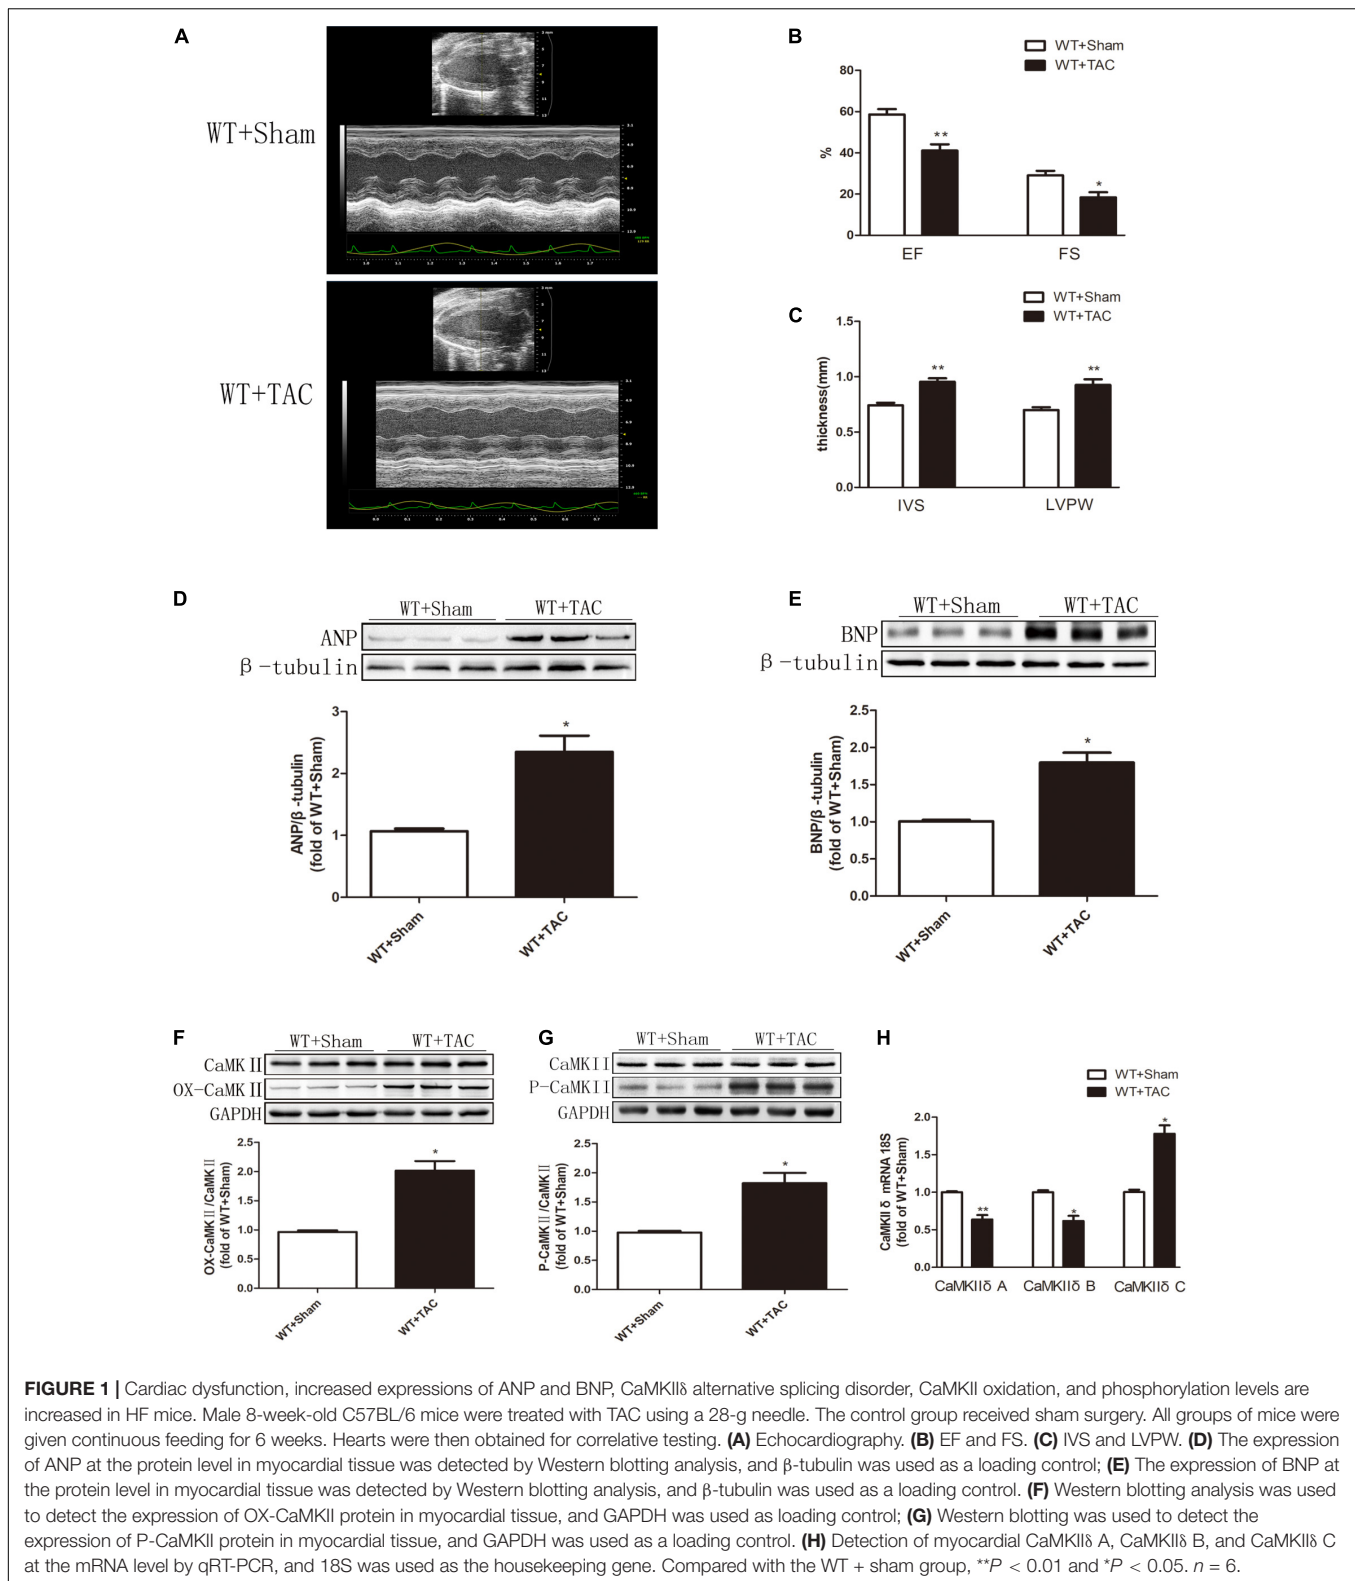 A
WT+Sham
WT+TAC
B
WT+Sham
WT+TAC
80
60
40
20
0
%
**
*
EF
FS
C
WT+Sham
WT+TAC
1.5
1.0
0.5
0.0
thickness(mm)
**
**
IVS
LVPW
D
WT+Sham WT+TAC
ANP
β-tubulin
3
2
1
0
ANP/β-tubulin
(fold of WT+Sham)
*
WT+Sham
WT+TAC
E
WT+Sham WT+TAC
BNP
β-tubulin
2.5
2.0
1.5
1.0
0.5
0.0
BNP/β-tubulin
(fold of WT+Sham)
*
WT+Sham
WT+TAC
F
WT+Sham WT+TAC
CaMKⅡ
OX-CaMKⅡ
GAPDH
2.5
2.0
1.5
1.0
0.5
0.0
OX-CaMKⅡ/CaMKⅡ
(fold of WT+Sham)
*
WT+Sham
WT+TAC
G
WT+Sham WT+TAC
CaMKII
P-CaMKII
GAPDH
2.5
2.0
1.5
1.0
0.5
0.0
P-CaMKⅡ/CaMKⅡ
(fold of WT+Sham)
*
WT+Sham
WT+TAC
H
WT+Sham
WT+TAC
2.0
1.5
1.0
0.5
0.0
CaMKII δ mRNA 18S
(fold of WT+Sham)
**
*
*
CaMKIIδ A
CaMKIIδ B
CaMKIIδ C
FIGURE 1 | Cardiac dysfunction, increased expressions of ANP and BNP, CaMKIIδ alternative splicing disorder, CaMKII oxidation, and phosphorylation levels are
increased in HF mice. Male 8-week-old C57BL/6 mice were treated with TAC using a 28-g needle. The control group received sham surgery. All groups of mice were
given continuous feeding for 6 weeks. Hearts were then obtained for correlative testing. (A) Echocardiography. (B) EF and FS. (C) IVS and LVPW. (D) The expression
of ANP at the protein level in myocardial tissue was detected by Western blotting analysis, and β-tubulin was used as a loading control; (E) The expression of BNP at
the protein level in myocardial tissue was detected by Western blotting analysis, and β-tubulin was used as a loading control. (F) Western blotting analysis was used
to detect the expression of OX-CaMKII protein in myocardial tissue, and GAPDH was used as loading control; (G) Western blotting was used to detect the
expression of P-CaMKII protein in myocardial tissue, and GAPDH was used as a loading control. (H) Detection of myocardial CaMKIIδ A, CaMKIIδ B, and CaMKIIδ C
at the mRNA level by qRT-PCR, and 18S was used as the housekeeping gene. Compared with the WT + sham group, **P < 0.01 and *P < 0.05. n = 6.